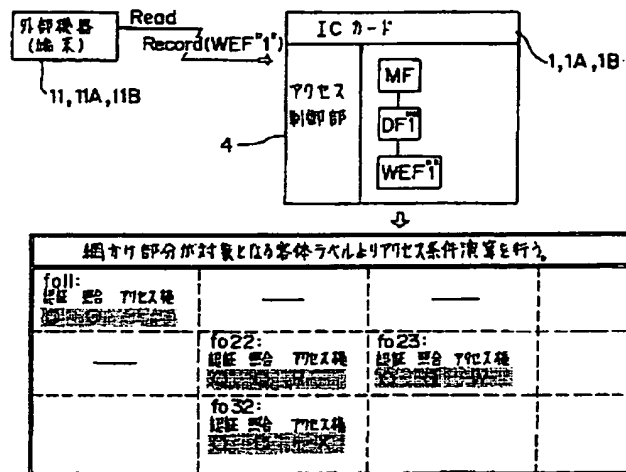 外部機器
(端末)
Read
Record(WEF"1")
11,11A,11B
ICカード
1,1A,1B
アクセス
制御部
4
MF
DF"1"
WEF"1"
網かけ部分が対象となる客体ラベルよりアクセス条件演算を行う。
fo11:
認証 照合 アクセス権
fo22:
認証 照合 アクセス権
fo23:
認証 照合 アクセス権
fo32:
認証 照合 アクセス権